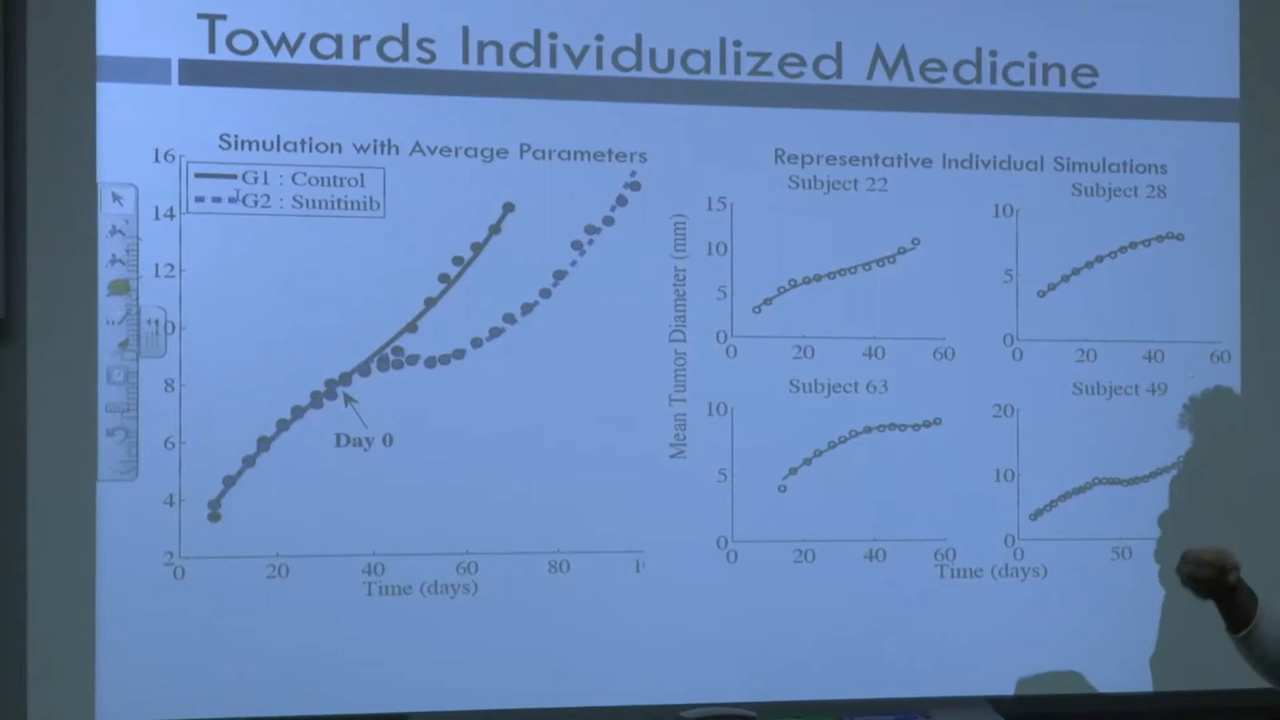 Towards Individualized Medicine
Simulation with Average Parameters
16
14
12
10
8
6
4
2
G1 : Control
G2 : Sunitinib
Day 0
0 20 40 60 80
Time (days)
Representative Individual Simulations
Mean Tumor Diameter (mm)
Subject 22
15
10
5
0
0 20 40 60
Subject 28
10
5
0
0 20 40 60
Subject 63
10
5
0
0 20 40 60
Subject 49
20
10
0
0 50
Time (days)